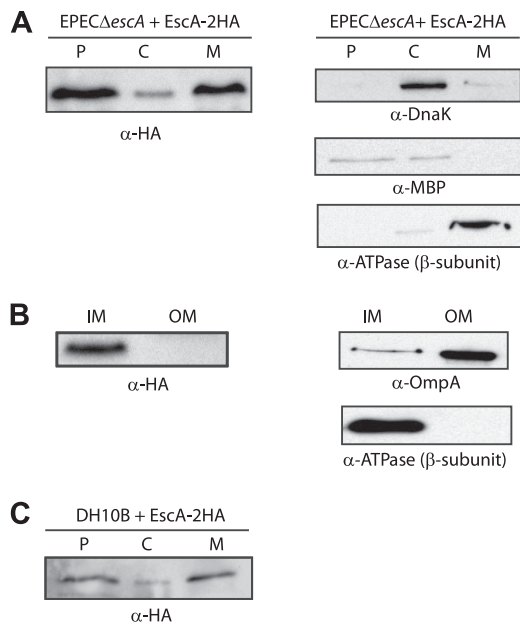 A
EPECΔescA + EscA-2HA
P C M
α-HA
EPECΔescA+ EscA-2HA
P C M
α-DnaK
α-MBP
α-ATPase (β-subunit)
B
IM OM
α-HA
IM OM
α-OmpA
α-ATPase (β-subunit)
C
DH10B + EscA-2HA
P C M
α-HA